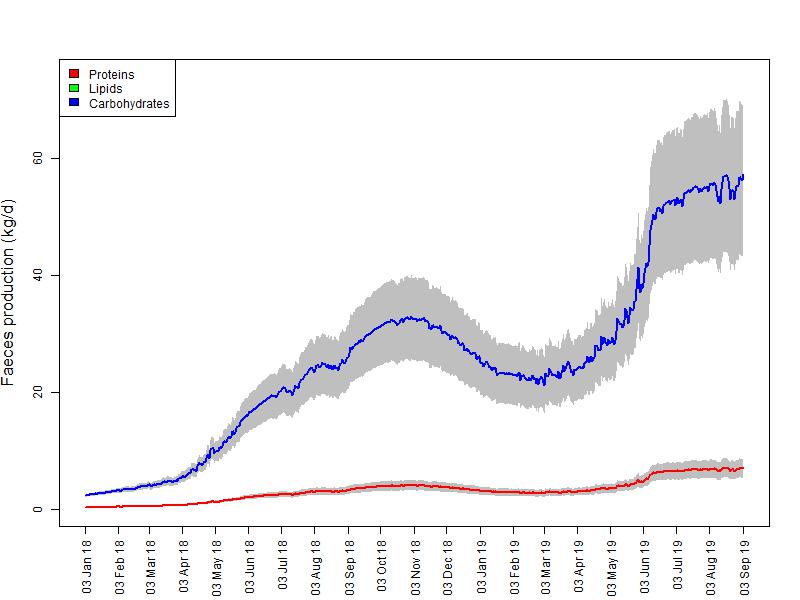 Proteins
Lipids
Carbohydrates
Faeces production (kg/d)
60
40
20
0
03 Jan 18
03 Feb 18
03 Mar 18
03 Apr 18
03 May 18
03 Jun 18
03 Jul 18
03 Aug 18
03 Sep 18
03 Oct 18
03 Nov 18
03 Dec 18
03 Jan 19
03 Feb 19
03 Mar 19
03 Apr 19
03 May 19
03 Jun 19
03 Jul 19
03 Aug 19
03 Sep 19